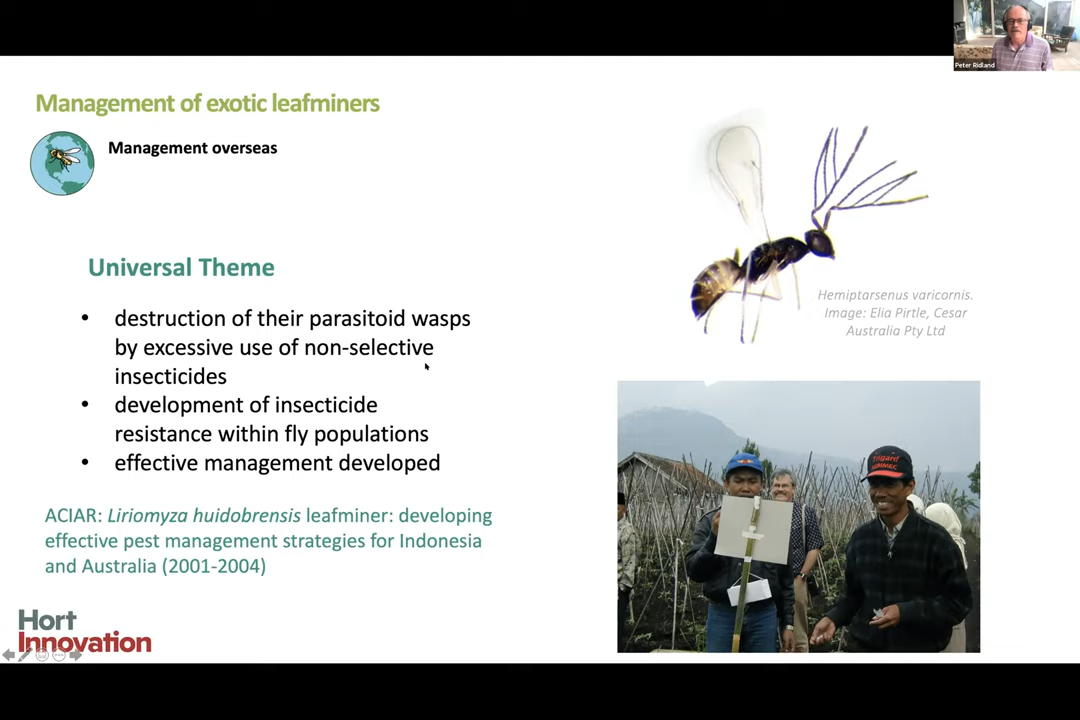 Peter Ridland
Management of exotic leafminers
Management overseas
Universal Theme
• destruction of their parasitoid wasps
by excessive use of non-selective
insecticides
• development of insecticide
resistance within fly populations
• effective management developed
ACIAR: Liriomyza huidobrensis leafminer: developing
effective pest management strategies for Indonesia
and Australia (2001-2004)
Hemiptarsenus varicornis.
Image: Elia Pirtle, Cesar
Australia Pty Ltd
Trigard
Hort
Innovation